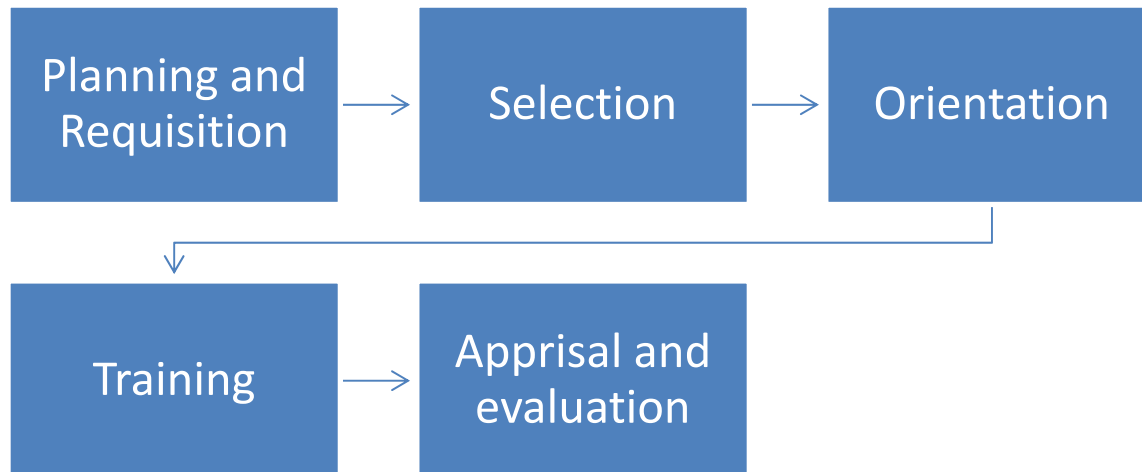 Planning and
Requisition
Selection
Orientation
Training
Apprisal and
evaluation